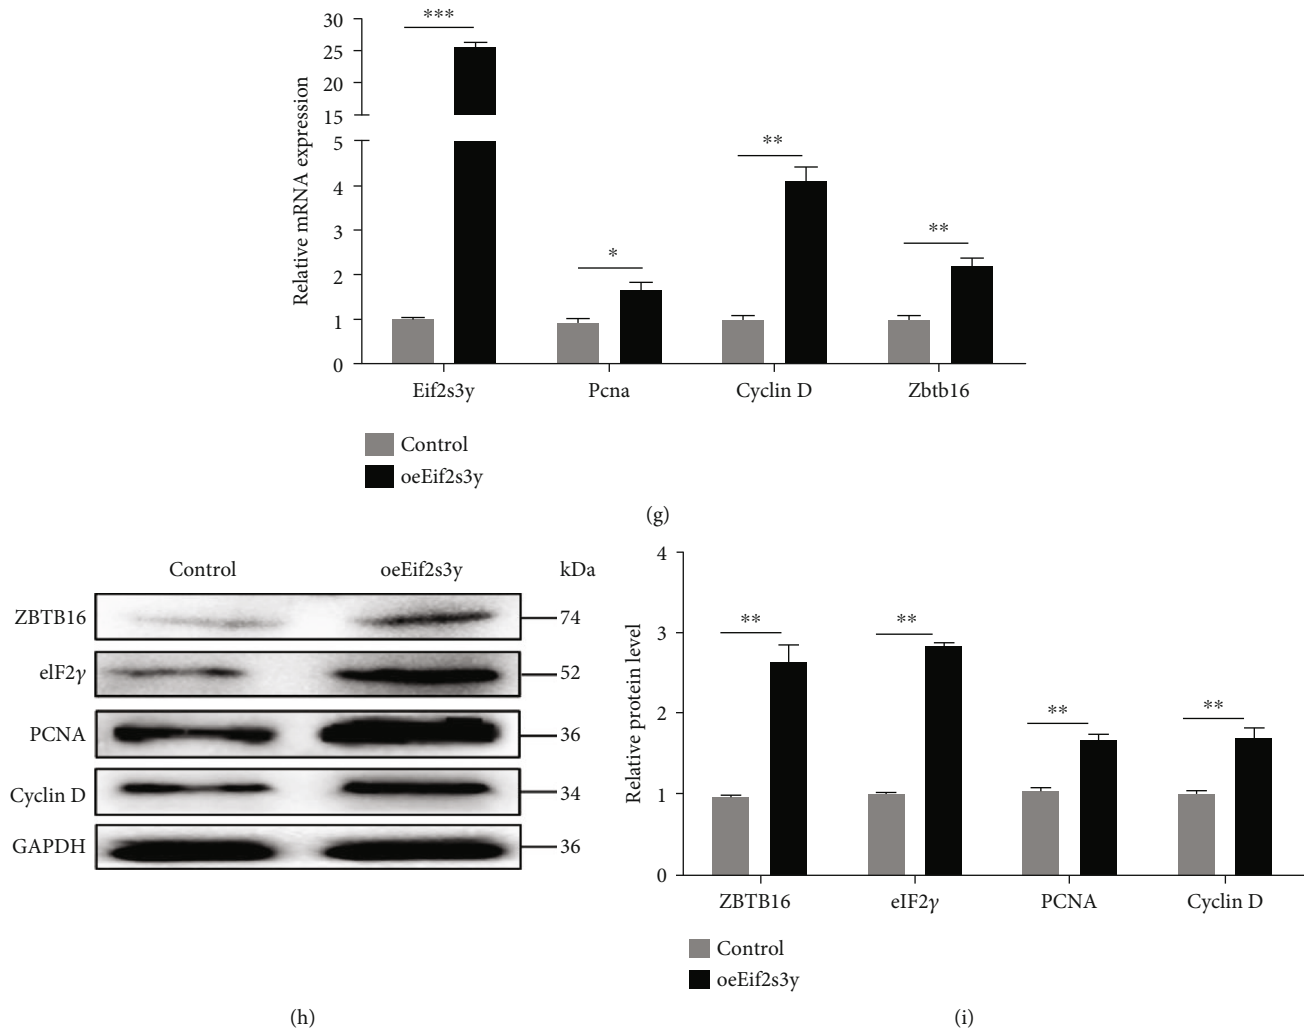 Relative mRNA expression
30
25
20
15
5
4
3
2
1
0
***
*
**
**
Eif2s3y Pcna Cyclin D Zbtb16
Control
oeEif2s3y
(g)
Control oeEif2s3y kDa
ZBTB16 74
elF2γ 52
PCNA 36
Cyclin D 34
GAPDH 36
(h)
Relative protein level
4
3
2
1
0
** ** ** **
ZBTB16 eIF2γ PCNA Cyclin D
Control
oeEif2s3y
(i)